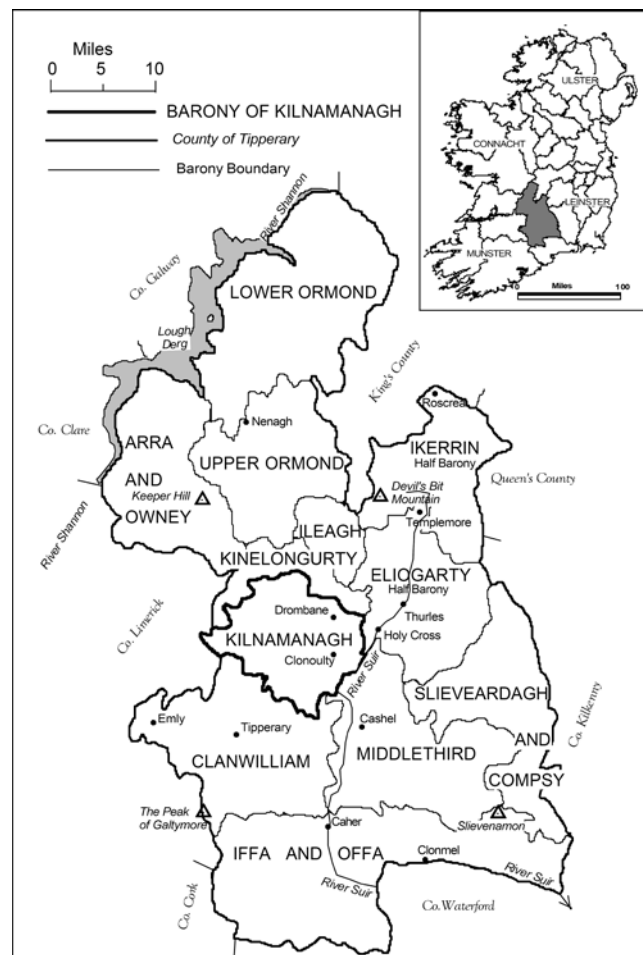 Miles
0 5 10
BARONY OF KILNAMANAGH
County of Tipperary
Barony Boundary
ULSTER
CONNACHT
LEINSTER
MUNSTER
0 Miles 100
River Shannon
Co. Galway
LOWER ORMOND
Lough
Derg
King's County
Roscrea
Co. Clare
Nenagh
IKERRIN
Half Barony
ARRA
AND
OWNEY
Keeper Hill
UPPER ORMOND
Devil's Bit
Mountain
Queen's County
River Shannon
ILEAGH
Templemore
KINELONGURTY
ELIOGARTY
Half Barony
Drombane
Thurles
Co. Limerick
KILNAMANAGH
Holy Cross
Clonoulty
River Suir
SLIEVEARDAGH
AND
COMPSY
Co. Kilkenny
Emly
Tipperary
Cashel
CLANWILLIAM
MIDDLETHIRD
The Peak
of Galtymore
Slievenamon
Caher
IFFA AND OFFA
Clonmel
River Suir
River Suir
Co. Cork
Co.Waterford